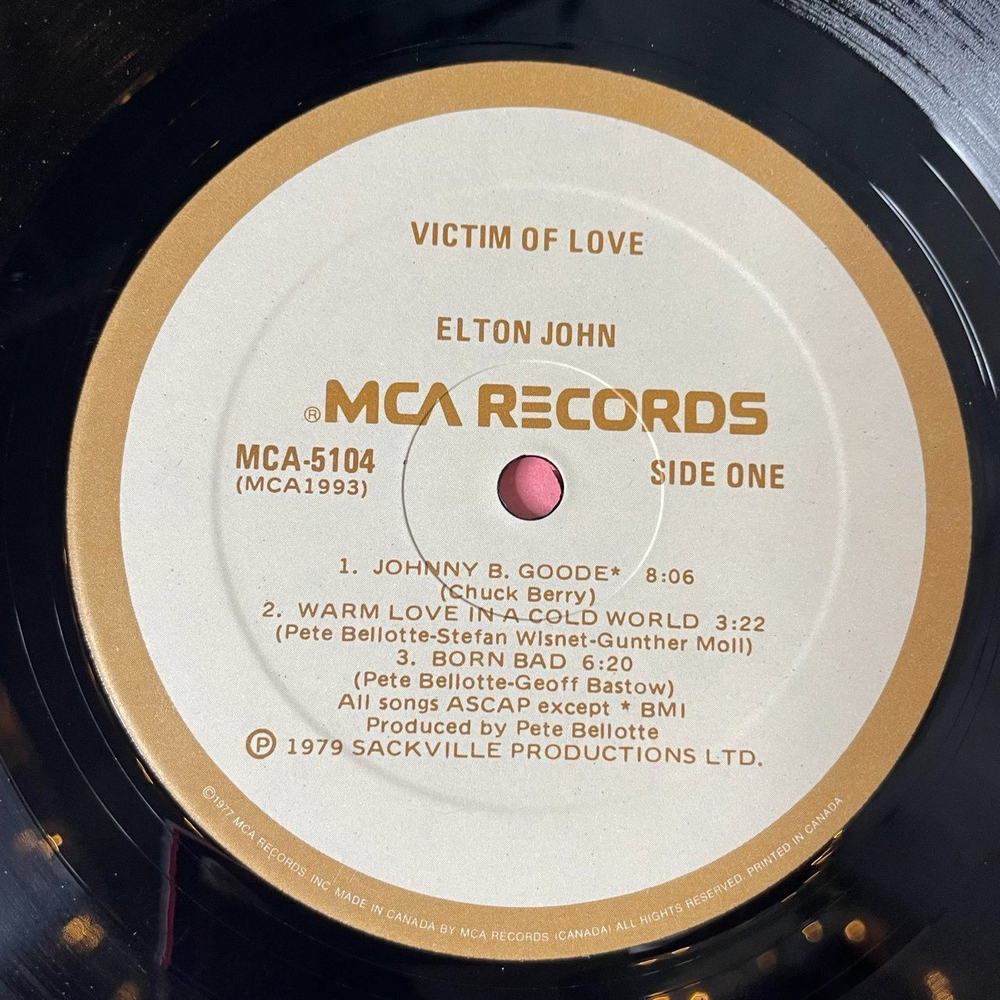 VICTIM OF LOVE
ELTON JOHN
®MCA RECORDS
MCA-5104
(MCA1993)
SIDE ONE
1. JOHNNY B. GOODE* 8:06
(Chuck Berry)
2. WARM LOVE IN A COLD WORLD 3:22
(Pete Bellotte-Stefan Wisnet-Gunther Moll)
3. BORN BAD 6:20
(Pete Bellotte-Geoff Bastow)
All songs ASCAP except * BMI
Produced by Pete Bellotte
Ⓟ 1979 SACKVILLE PRODUCTIONS LTD.
©1977 MCA RECORDS, INC. MADE IN CANADA BY MCA RECORDS (CANADA) ALL RIGHTS RESERVED. PRINTED IN CANADA